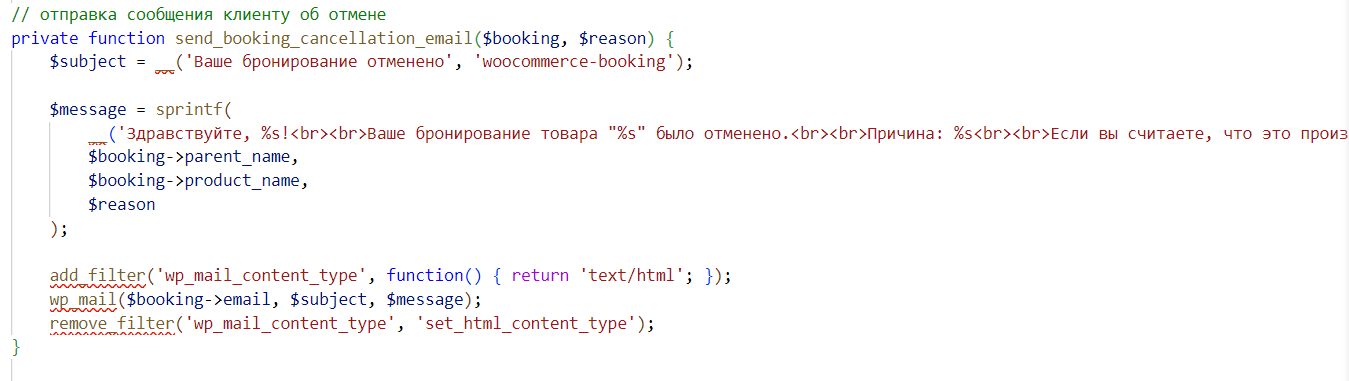 // отправка сообщения клиенту об отмене
private function send_booking_cancellation_email($booking, $reason) {
    $subject = __('Ваше бронирование отменено', 'woocommerce-booking');

    $message = sprintf(
        __('Здравствуйте, %s!<br><br>Ваше бронирование товара "%s" было отменено.<br><br>Причина: %s<br><br>Если вы считаете, что это произ
        $booking->parent_name,
        $booking->product_name,
        $reason
    );

    add_filter('wp_mail_content_type', function() { return 'text/html'; });
    wp_mail($booking->email, $subject, $message);
    remove_filter('wp_mail_content_type', 'set_html_content_type');
}